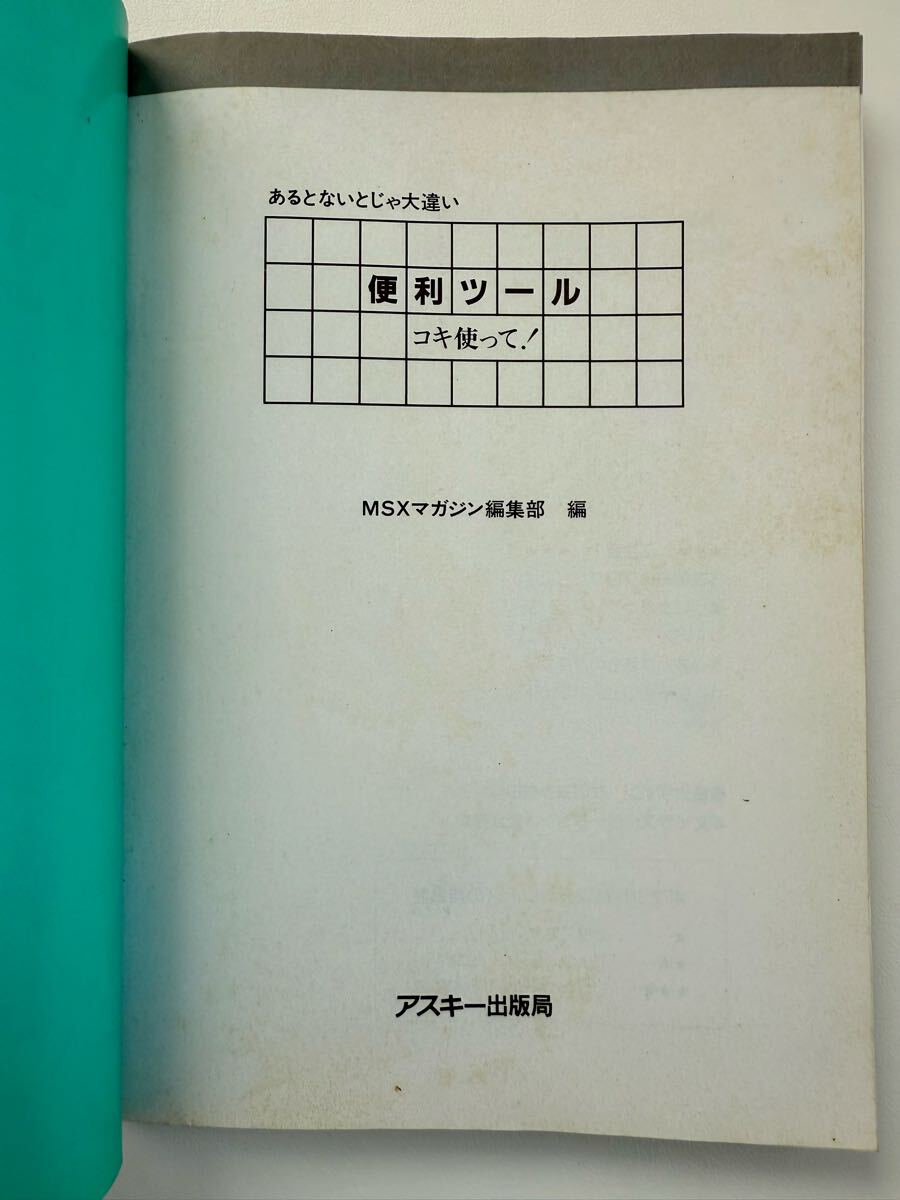 あるとないとじゃ大違い
便利ツール
コキ使って!
MSXマガジン編集部 編
アスキー出版局